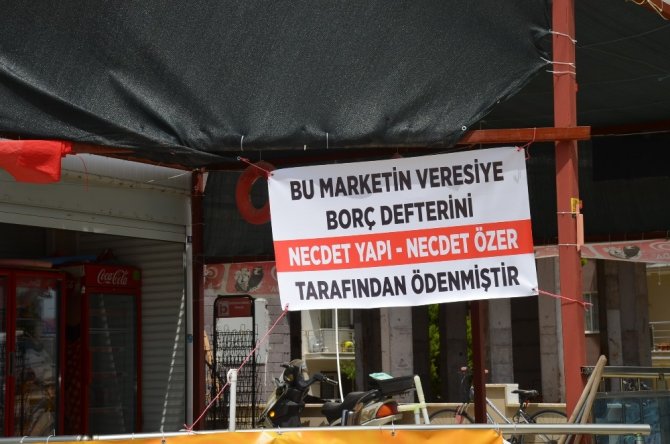 BU MARKETİN VERESİYE
BORÇ DEFTERİNİ
NECDET YAPI - NECDET ÖZER
TARAFINDAN ÖDENMİŞTİR
Coca-Cola